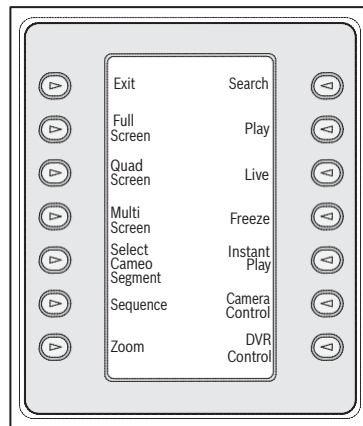 Exit
Search
Full
Screen
Play
Quad
Screen
Live
Multi
Screen
Freeze
Select
Cameo
Segment
Instant
Play
Sequence
Camera
Control
Zoom
DVR
Control